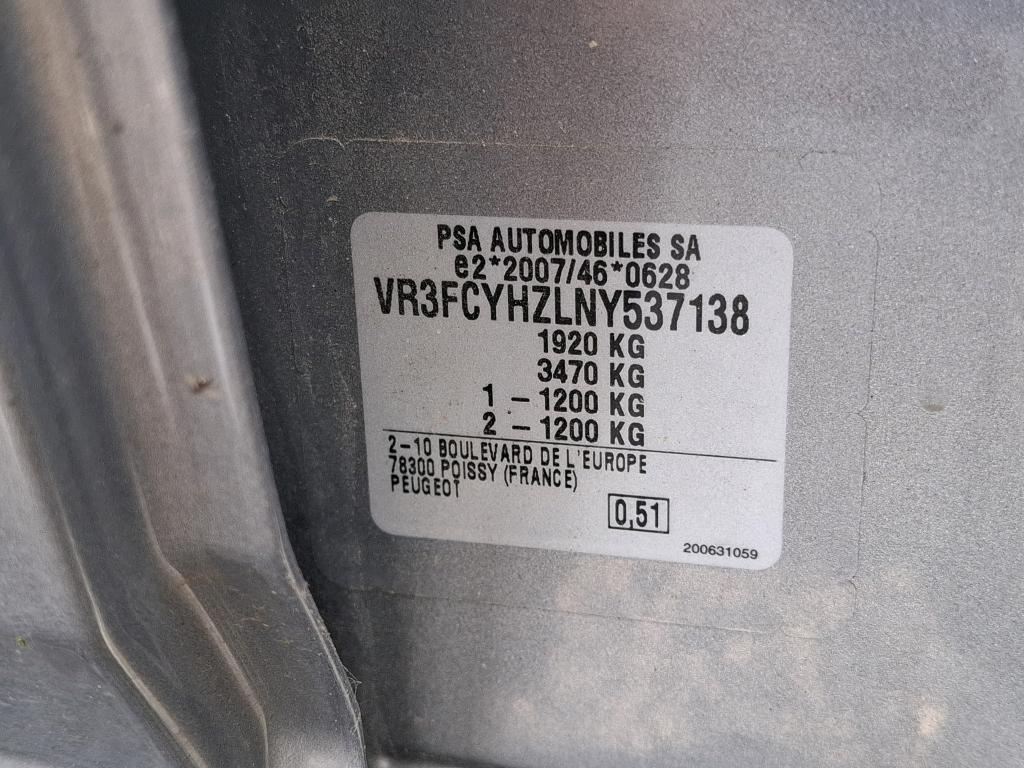 PSA AUTOMOBILES SA
e2*2007/46*0628
VR3FCYHZLNY537138
1920 KG
3470 KG
1 – 1200 KG
2 – 1200 KG
2–10 BOULEVARD DE L'EUROPE
78300 POISSY (FRANCE)
PEUGEOT
0,51
200631059